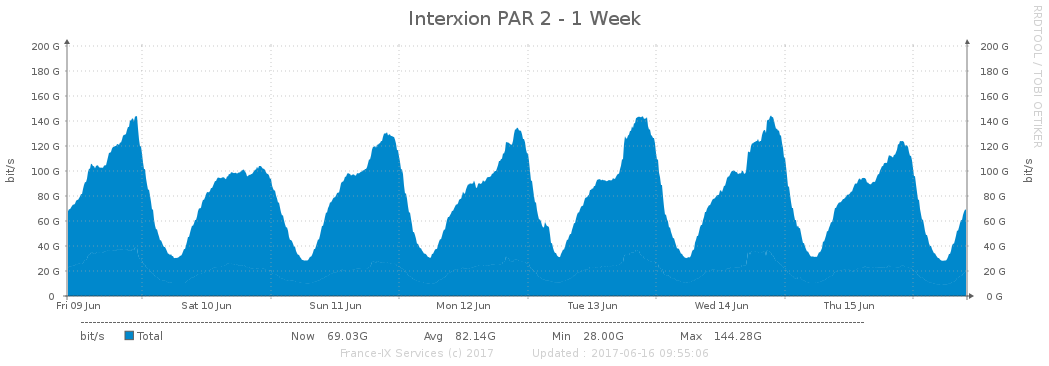 Interxion PAR 2 - 1 Week
RRDTOOL / TOBI OETIKER
200 G 200 G
180 G 180 G
160 G 160 G
140 G 140 G
120 G 120 G
100 G 100 G
80 G 80 G
60 G 60 G
40 G 40 G
20 G 20 G
0 0 G
bit/s
bit/s
Fri 09 Jun Sat 10 Jun Sun 11 Jun Mon 12 Jun Tue 13 Jun Wed 14 Jun Thu 15 Jun
bit/s Total Now 69.03G Avg 82.14G Min 28.00G Max 144.28G
France-IX Services (c) 2017 Updated : 2017-06-16 09:55:06